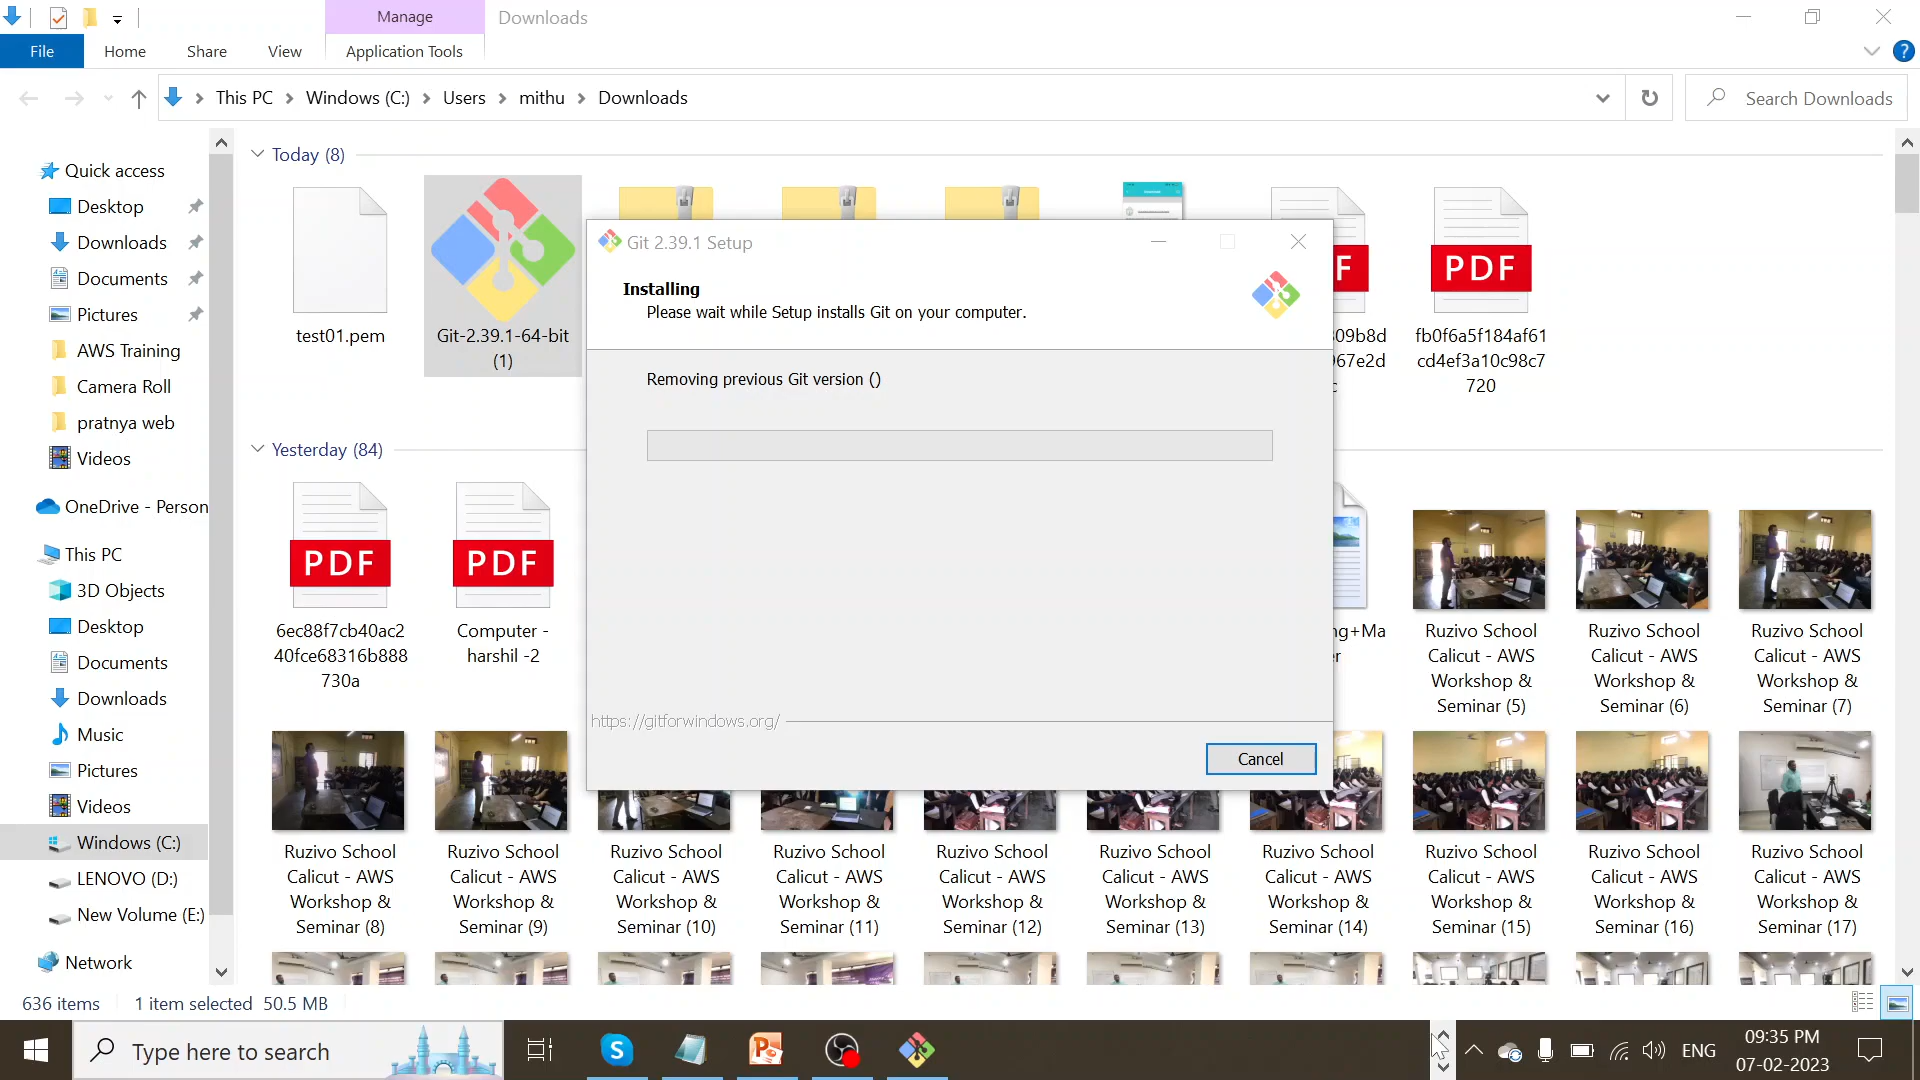 Manage
Downloads
File
Home
Share
View
Application Tools
This PC
Windows (C:)
Users
mithu
Downloads
Search Downloads
Quick access
Desktop
Downloads
Documents
Pictures
AWS Training
Camera Roll
pratnya web
Videos
OneDrive - Person
This PC
3D Objects
Desktop
Documents
Downloads
Music
Pictures
Videos
Windows (C:)
LENOVO (D:)
New Volume (E:)
Network
Today (8)
test01.pem
Git-2.39.1-64-bit
(1)
F
309b8d
967e2d
c
PDF
fb0f6a5f184af61
cd4ef3a10c98c7
720
Git 2.39.1 Setup
Installing
Please wait while Setup installs Git on your computer.
Removing previous Git version ()
https://gitforwindows.org/
Cancel
Yesterday (84)
PDF
6ec88f7cb40ac2
40fce68316b888
730a
PDF
Computer -
harshil -2
ng+Ma
er
Ruzivo School
Calicut - AWS
Workshop &
Seminar (5)
Ruzivo School
Calicut - AWS
Workshop &
Seminar (6)
Ruzivo School
Calicut - AWS
Workshop &
Seminar (7)
Ruzivo School
Calicut - AWS
Workshop &
Seminar (8)
Ruzivo School
Calicut - AWS
Workshop &
Seminar (9)
Ruzivo School
Calicut - AWS
Workshop &
Seminar (10)
Ruzivo School
Calicut - AWS
Workshop &
Seminar (11)
Ruzivo School
Calicut - AWS
Workshop &
Seminar (12)
Ruzivo School
Calicut - AWS
Workshop &
Seminar (13)
Ruzivo School
Calicut - AWS
Workshop &
Seminar (14)
Ruzivo School
Calicut - AWS
Workshop &
Seminar (15)
Ruzivo School
Calicut - AWS
Workshop &
Seminar (16)
Ruzivo School
Calicut - AWS
Workshop &
Seminar (17)
636 items
1 item selected 50.5 MB
Type here to search
ENG
09:35 PM
07-02-2023